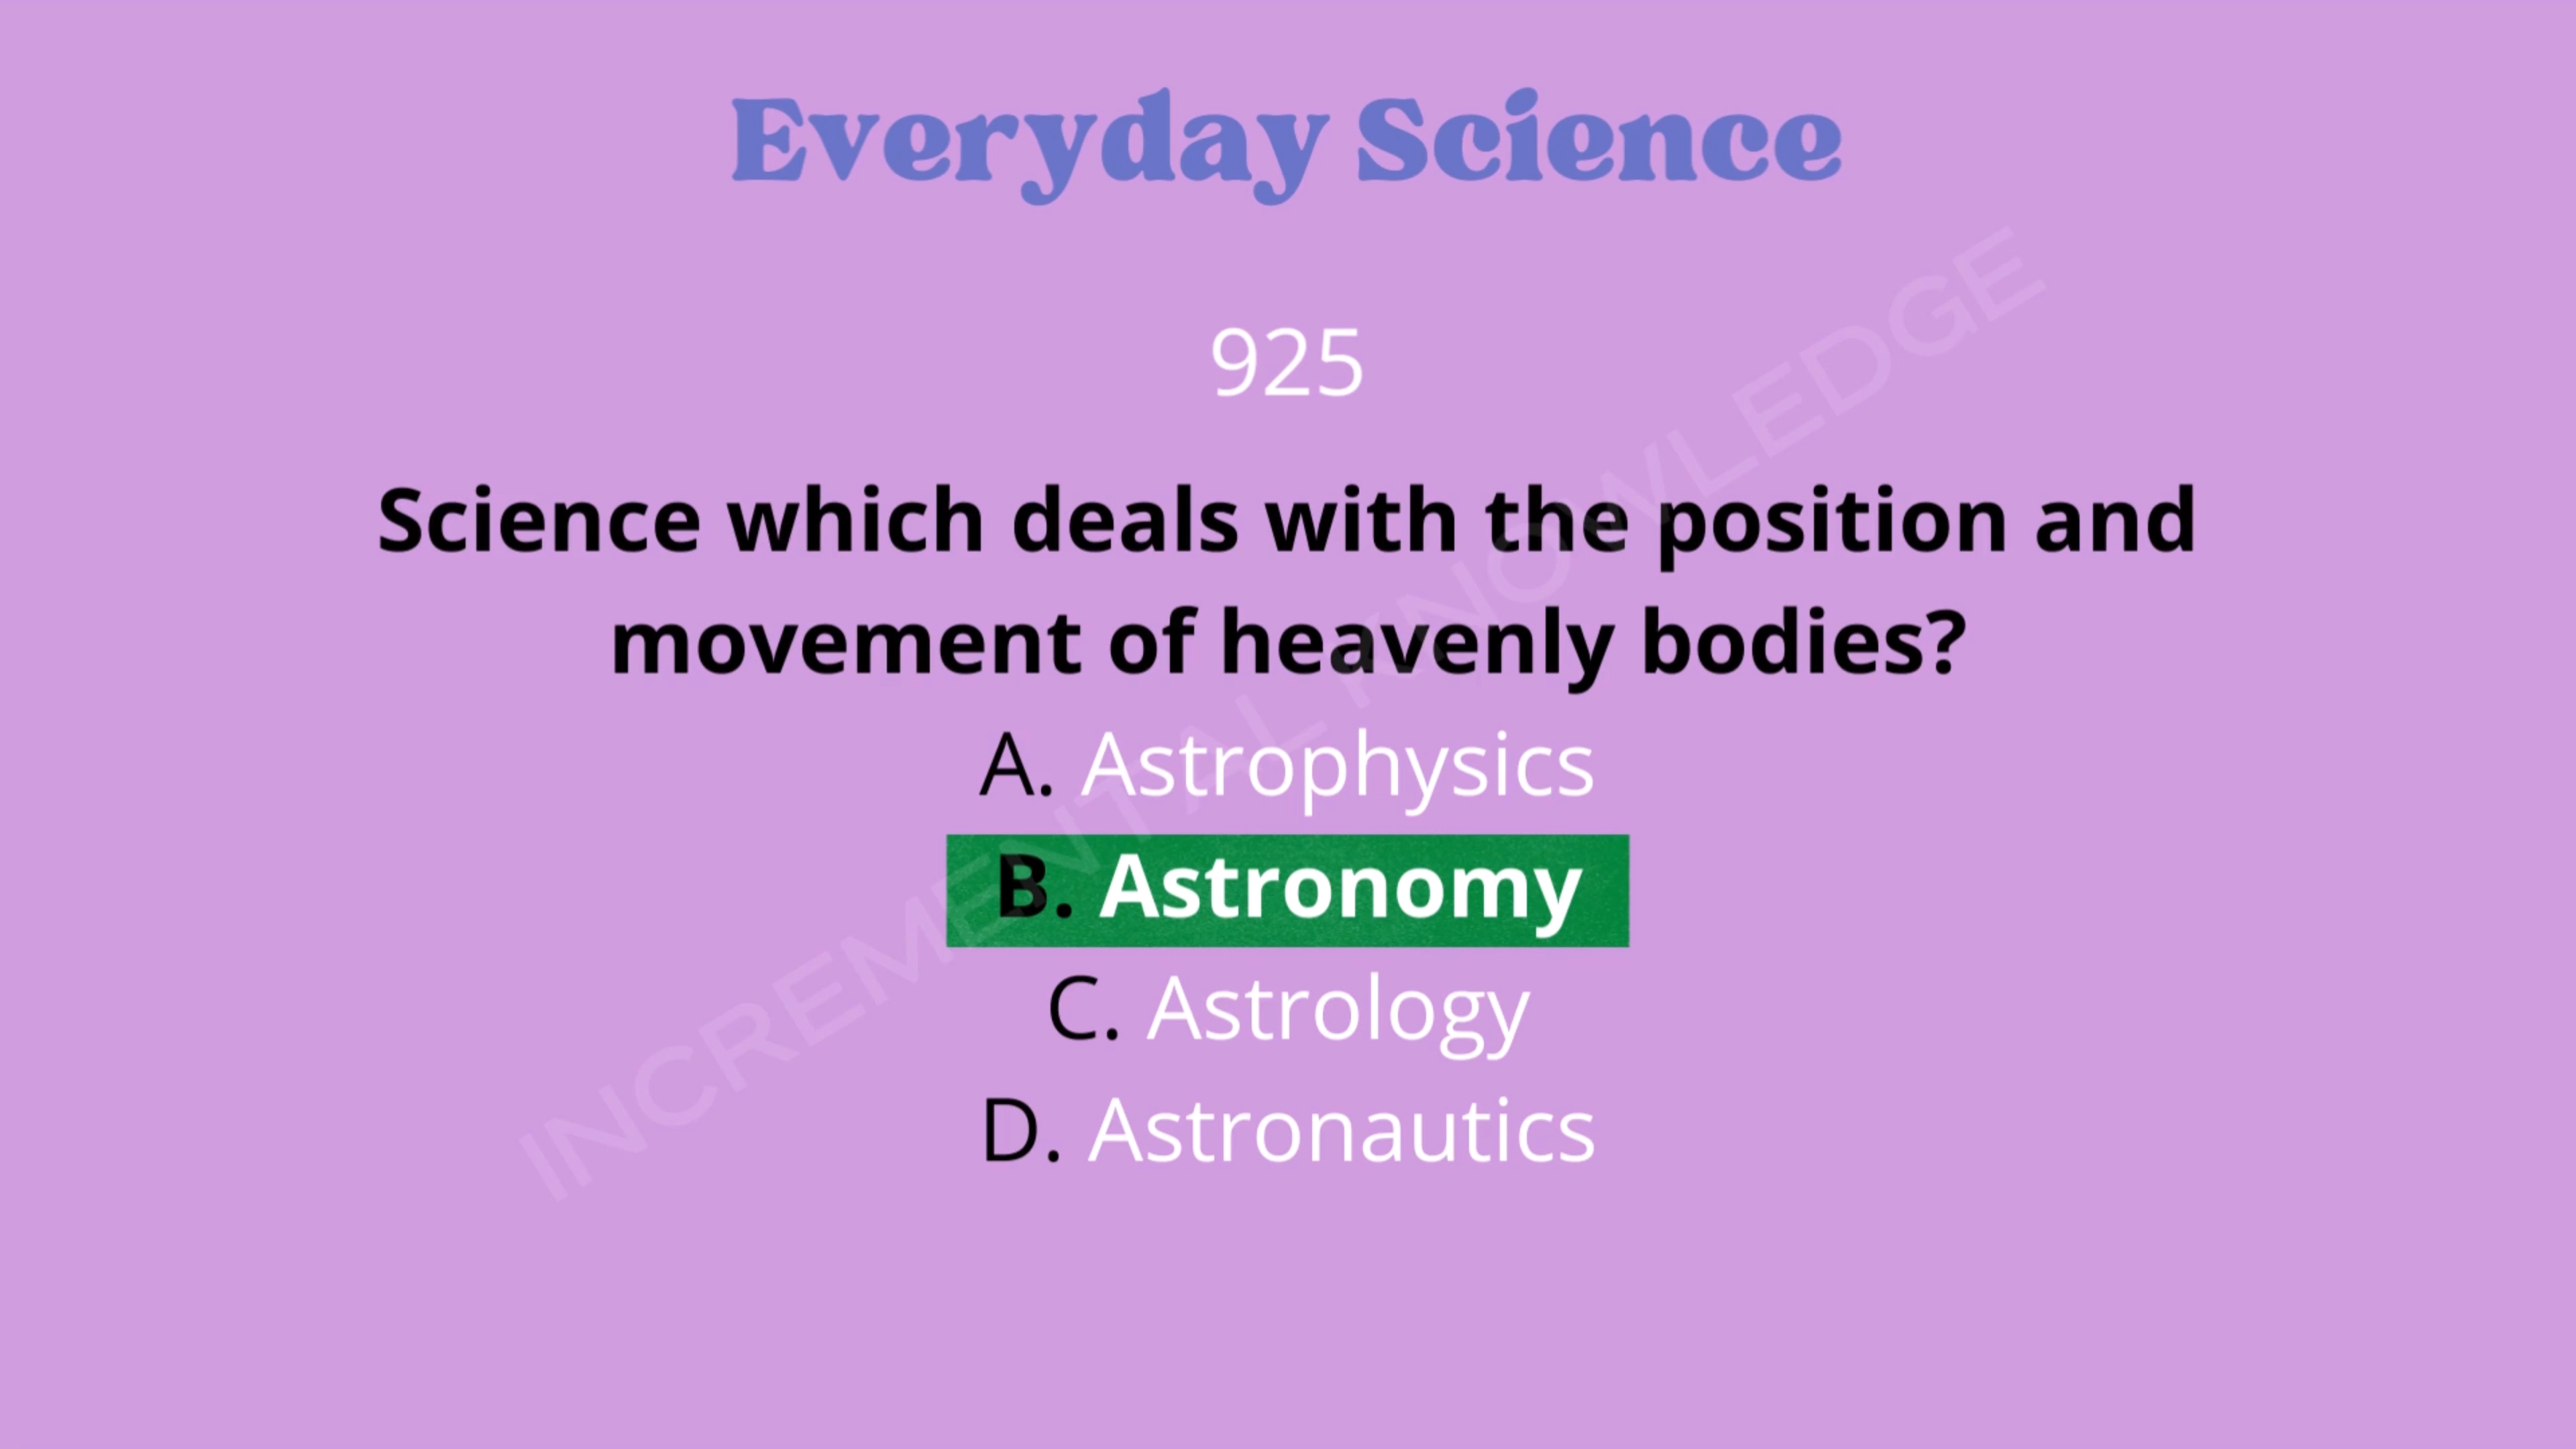 Everyday Science
925
Science which deals with the position and
movement of heavenly bodies?
A. Astrophysics
B. Astronomy
C. Astrology
D. Astronautics
INCREMENTAL KNOWLEDGE